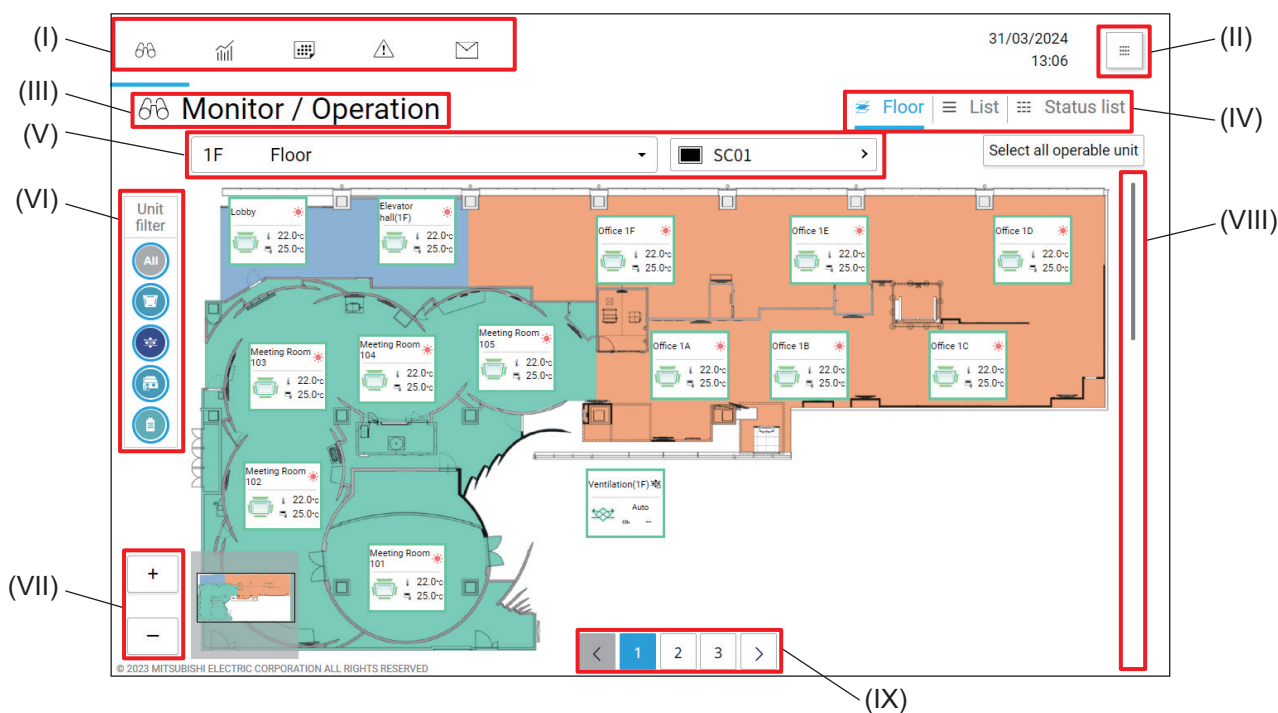 (I)
31/03/2024
13:06
(II)
(III)
Monitor / Operation
Floor
List
Status list
(IV)
(V)
1F Floor
SC01
Select all operable unit
(VI)
Unit
filter
All
(VIII)
Lobby
22.0°c
25.0°c
Elevator
hall(1F)
22.0°c
25.0°c
Office 1F
22.0°c
25.0°c
Office 1E
22.0°c
25.0°c
Office 1D
22.0°c
25.0°c
Meeting Room
103
22.0°c
25.0°c
Meeting Room
104
22.0°c
25.0°c
Meeting Room
105
22.0°c
25.0°c
Office 1A
22.0°c
25.0°c
Office 1B
22.0°c
25.0°c
Office 1C
22.0°c
25.0°c
Meeting Room
102
22.0°c
25.0°c
Ventilation(1F)
Auto
CO₂ --
Meeting Room
101
22.0°c
25.0°c
(VII)
+
−
< 1 2 3 >
(IX)
© 2023 MITSUBISHI ELECTRIC CORPORATION ALL RIGHTS RESERVED